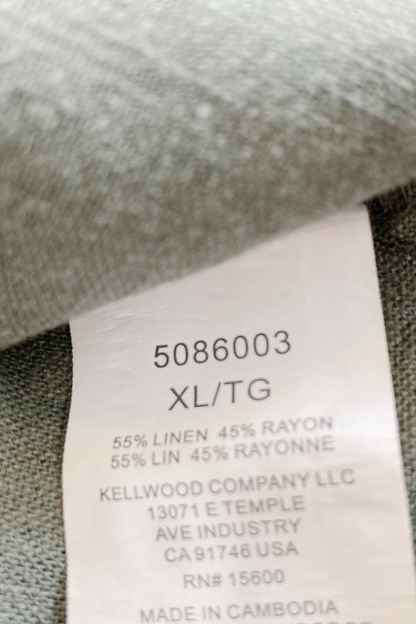 5086003
XL/TG
55% LINEN 45% RAYON
55% LIN 45% RAYONNE
KELLWOOD COMPANY LLC
13071 E TEMPLE
AVE INDUSTRY
CA 91746 USA
RN# 15600
MADE IN CAMBODIA